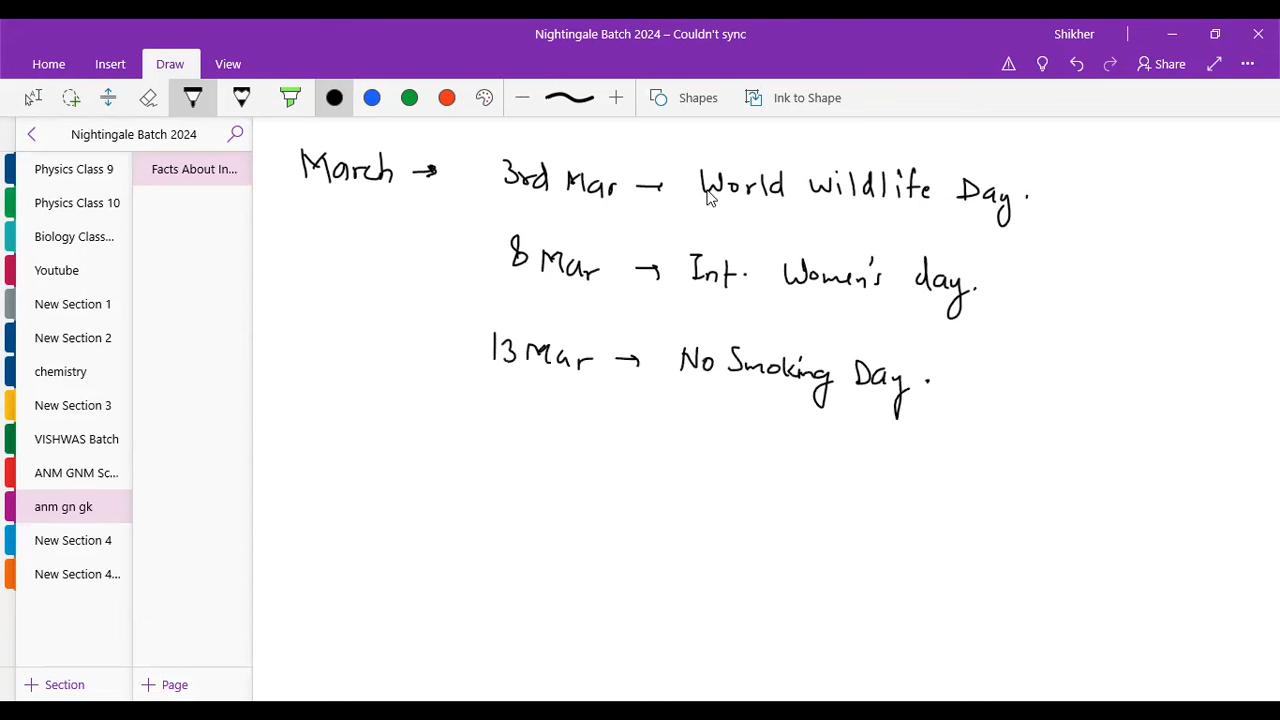 Nightingale Batch 2024 – Couldn't sync
Shikher
Home Insert Draw View
Share
Shapes Ink to Shape
Nightingale Batch 2024
Physics Class 9
Physics Class 10
Biology Class...
Youtube
New Section 1
New Section 2
chemistry
New Section 3
VISHWAS Batch
ANM GNM Sc...
anm gn gk
New Section 4
New Section 4...
+ Section
Facts About In...
+ Page
March → 3rd Mar → World Wildlife Day.
8 Mar → Int. Women's day.
13 Mar → No Smoking Day.